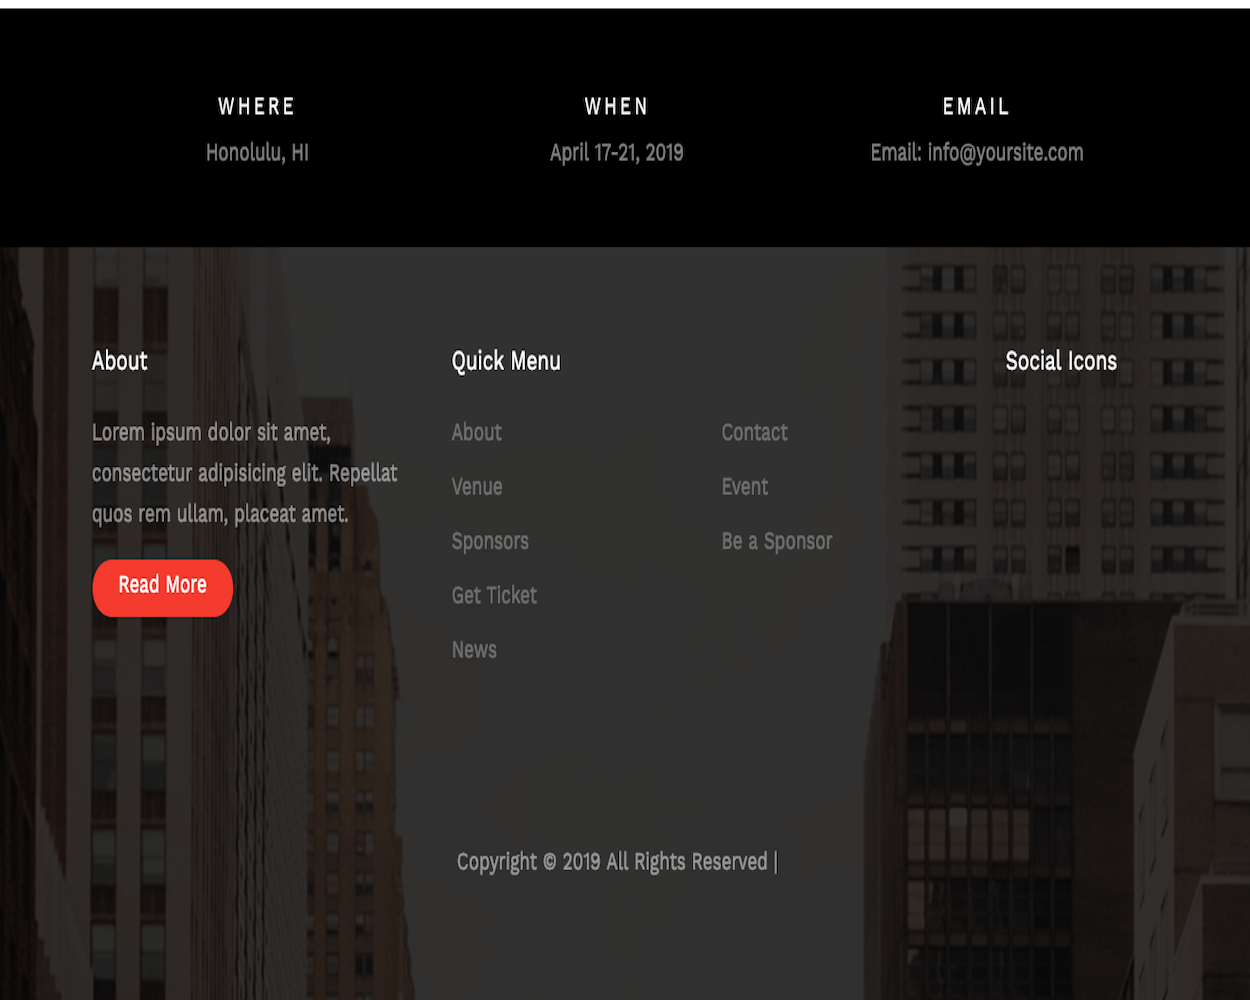 WHERE
Honolulu, HI
WHEN
April 17-21, 2019
EMAIL
Email: info@yoursite.com
About
Lorem ipsum dolor sit amet,
consectetur adipisicing elit. Repellat
quos rem ullam, placeat amet.
Read More
Quick Menu
About
Venue
Sponsors
Get Ticket
News
Contact
Event
Be a Sponsor
Social Icons
Copyright © 2019 All Rights Reserved |